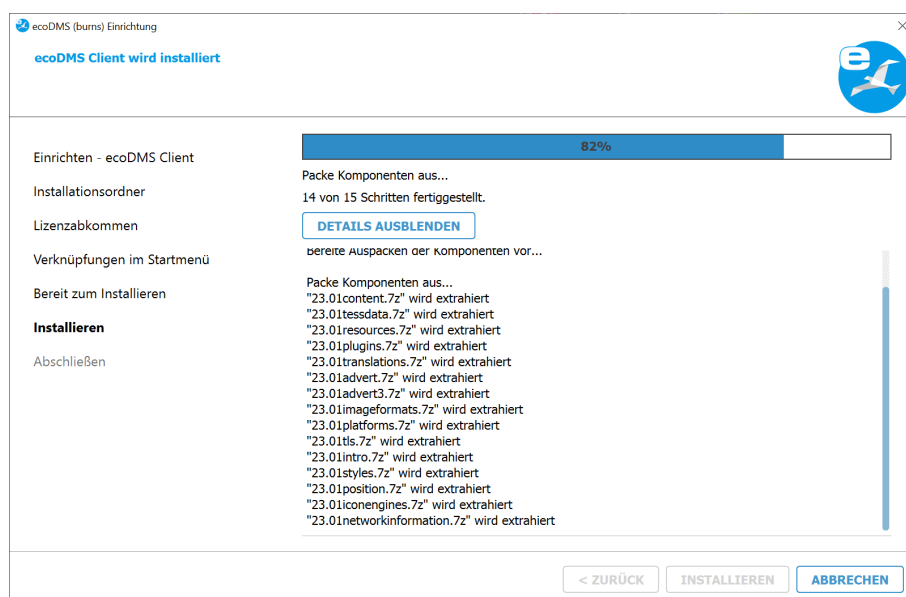 ecoDMS (burns) Einrichtung
ecoDMS Client wird installiert
e
Einrichten - ecoDMS Client
Installationsordner
Lizenzabkommen
Verknüpfungen im Startmenü
Bereit zum Installieren
Installieren
Abschließen
82%
Packe Komponenten aus...
14 von 15 Schritten fertiggestellt.
DETAILS AUSBLENDEN
Bereite Auspacken der Komponenten vor...
Packe Komponenten aus...
"23.01content.7z" wird extrahiert
"23.01tessdata.7z" wird extrahiert
"23.01resources.7z" wird extrahiert
"23.01plugins.7z" wird extrahiert
"23.01translations.7z" wird extrahiert
"23.01advert.7z" wird extrahiert
"23.01advert3.7z" wird extrahiert
"23.01imageformats.7z" wird extrahiert
"23.01platforms.7z" wird extrahiert
"23.01tls.7z" wird extrahiert
"23.01intro.7z" wird extrahiert
"23.01styles.7z" wird extrahiert
"23.01position.7z" wird extrahiert
"23.01iconengines.7z" wird extrahiert
"23.01networkinformation.7z" wird extrahiert
< ZURÜCK
INSTALLIEREN
ABBRECHEN